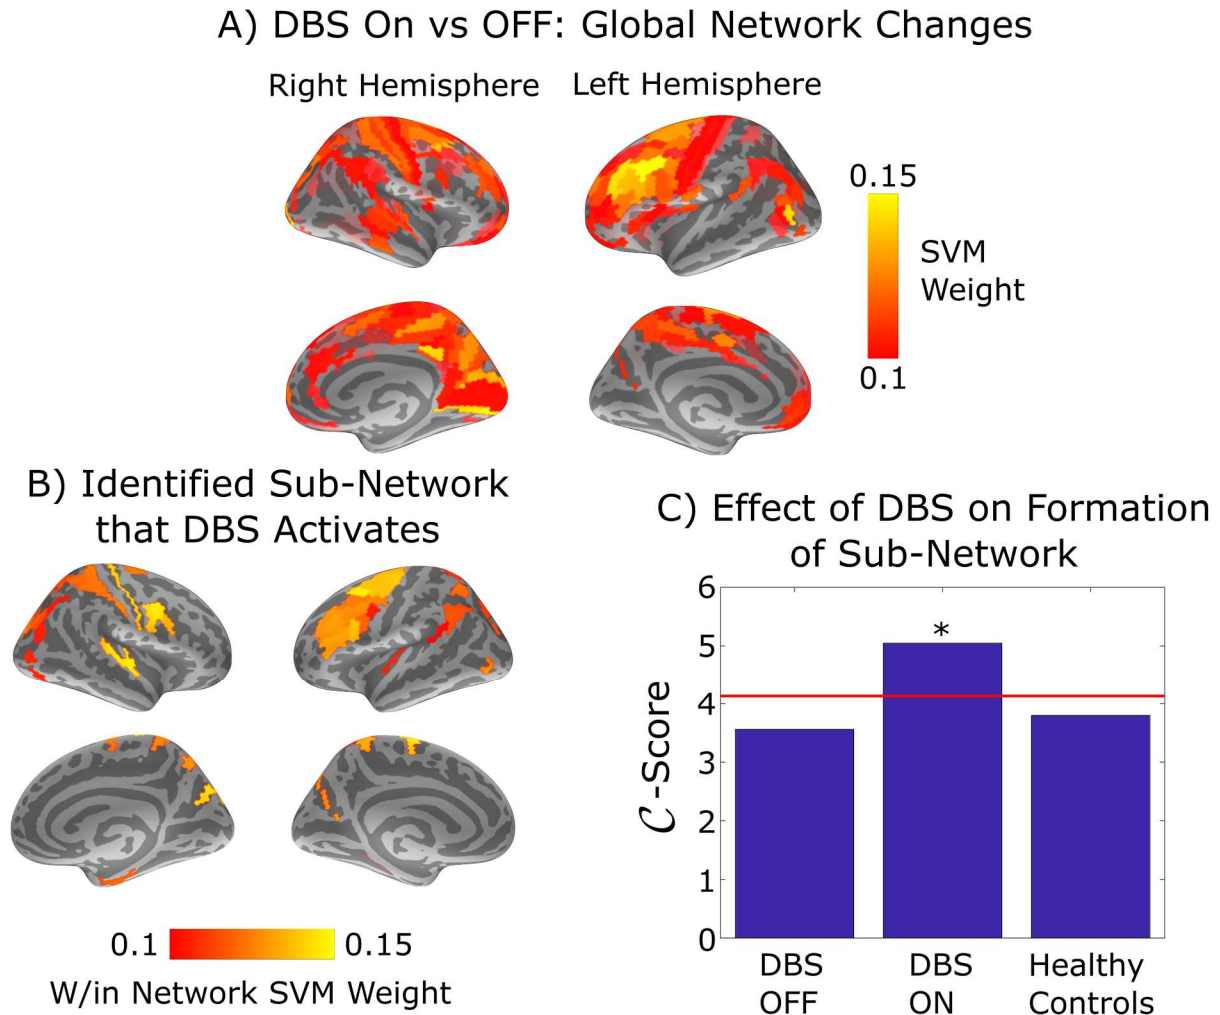 A) DBS On vs OFF: Global Network Changes
Right Hemisphere
Left Hemisphere
0.15
SVM
Weight
0.1
B) Identified Sub-Network
that DBS Activates
0.1
0.15
W/in Network SVM Weight
C) Effect of DBS on Formation
of Sub-Network
6
5
4
3
2
1
0
𝒞-Score
*
DBS
OFF
DBS
ON
Healthy
Controls